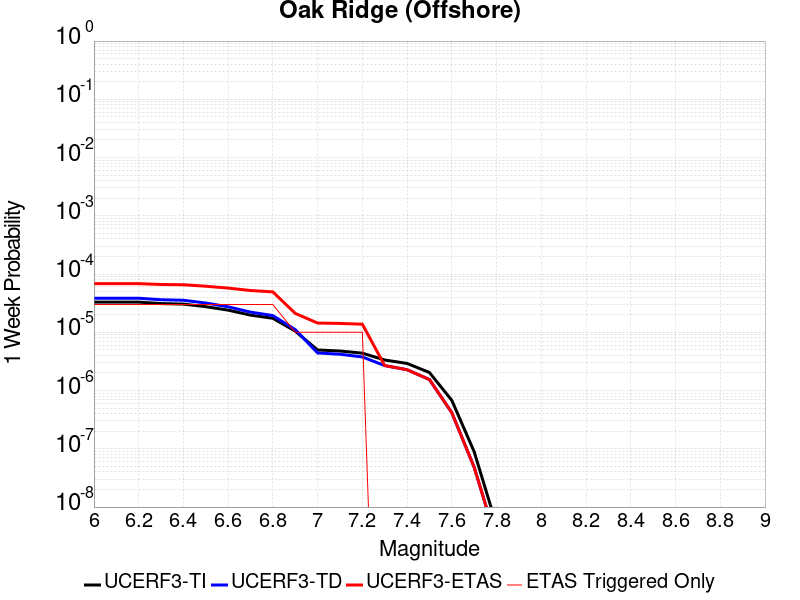 Oak Ridge (Offshore)
1 Week Probability
10^0
10^-1
10^-2
10^-3
10^-4
10^-5
10^-6
10^-7
10^-8
6 6.2 6.4 6.6 6.8 7 7.2 7.4 7.6 7.8 8 8.2 8.4 8.6 8.8 9
Magnitude
UCERF3-TI UCERF3-TD UCERF3-ETAS ETAS Triggered Only